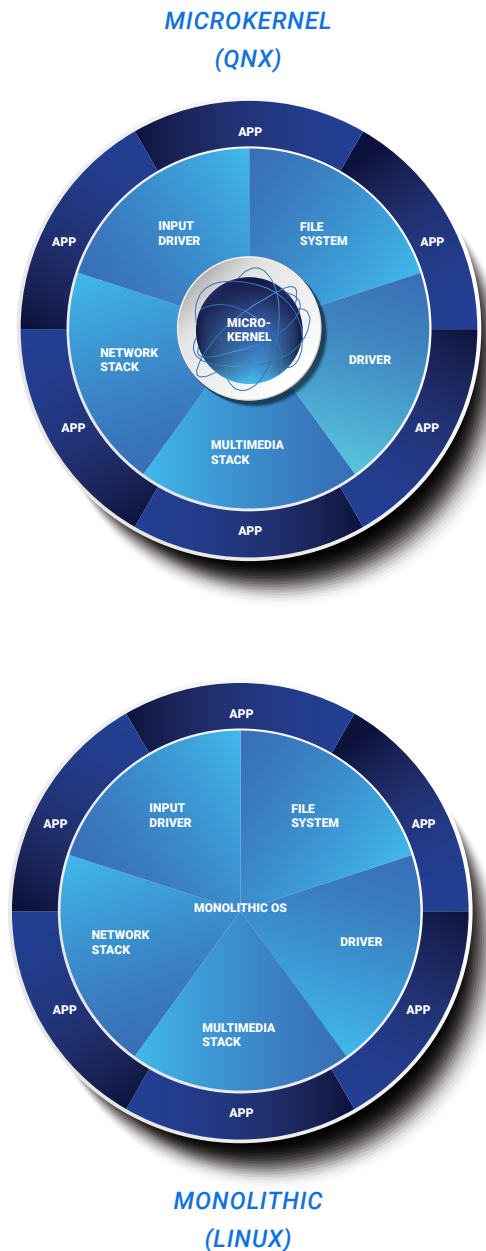 MICROKERNEL
(QNX)
APP
INPUT
DRIVER
FILE
SYSTEM
APP
APP
MICRO-
KERNEL
NETWORK
STACK
DRIVER
APP
APP
MULTIMEDIA
STACK
APP
APP
INPUT
DRIVER
FILE
SYSTEM
APP
APP
MONOLITHIC OS
NETWORK
STACK
DRIVER
APP
APP
MULTIMEDIA
STACK
APP
MONOLITHIC
(LINUX)